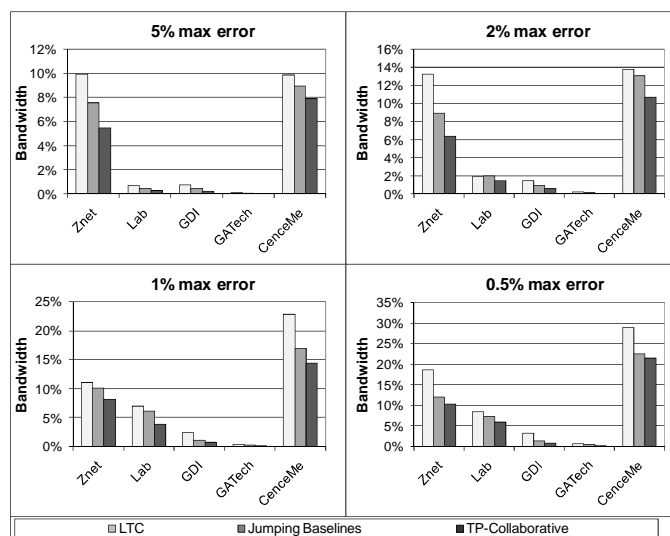 5% max error
12%
10%
8%
6%
4%
2%
0%
Bandwidth
Znet
Lab
GDI
GATech
CenceMe
2% max error
16%
14%
12%
10%
8%
6%
4%
2%
0%
Bandwidth
Znet
Lab
GDI
GATech
CenceMe
1% max error
25%
20%
15%
10%
5%
0%
Bandwidth
Znet
Lab
GDI
GATech
CenceMe
0.5% max error
35%
30%
25%
20%
15%
10%
5%
0%
Bandwidth
Znet
Lab
GDI
GATech
CenceMe
LTC Jumping Baselines TP-Collaborative